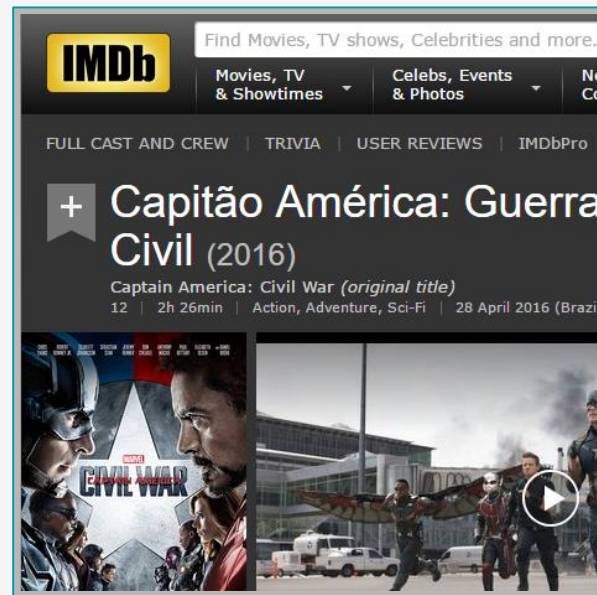 IMDb
Find Movies, TV shows, Celebrities and more.
Movies, TV
& Showtimes
Celebs, Events
& Photos
FULL CAST AND CREW | TRIVIA | USER REVIEWS | IMDbPro
+ Capitão América: Guerra
Civil (2016)
Captain America: Civil War (original title)
12 | 2h 26min | Action, Adventure, Sci-Fi | 28 April 2016 (Brazi
MARVEL
CAPTAIN AMERICA
CIVIL WAR